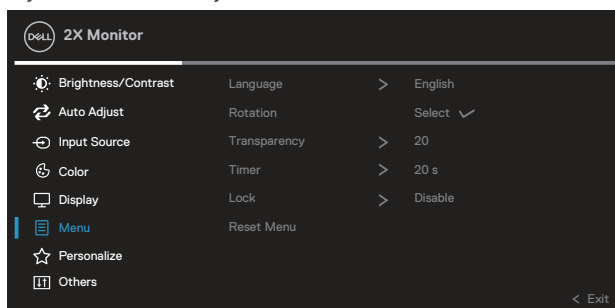 DELL 2X Monitor
Brightness/Contrast Language > English
Auto Adjust Rotation Select ✓
Input Source Transparency > 20
Color Timer > 20 s
Display Lock > Disable
Menu Reset Menu
Personalize
Others
< Exit